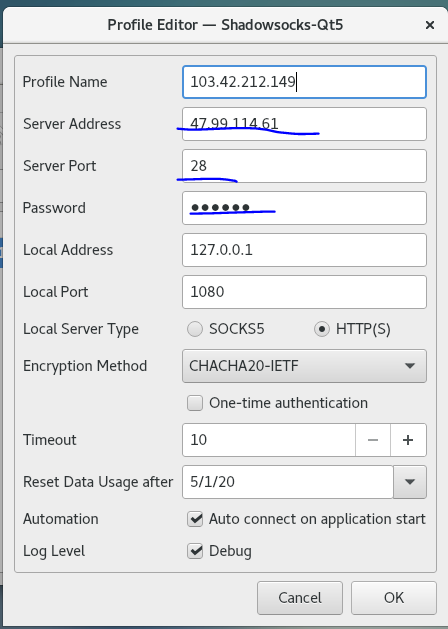 Profile Editor — Shadowsocks-Qt5
Profile Name 103.42.212.149
Server Address 47.99.114.61
Server Port 28
Password ●●●●●●
Local Address 127.0.0.1
Local Port 1080
Local Server Type SOCKS5 HTTP(S)
Encryption Method CHACHA20-IETF
One-time authentication
Timeout 10
Reset Data Usage after 5/1/20
Automation Auto connect on application start
Log Level Debug
Cancel OK